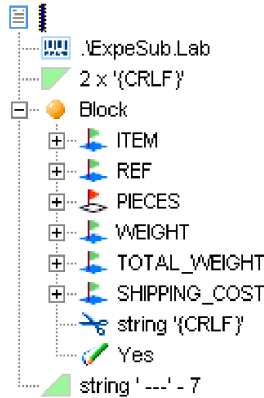 .\ExpeSub.Lab
2 x '{CRLF}'
Block
ITEM
REF
PIECES
WEIGHT
TOTAL_WEIGHT
SHIPPING_COST
string '{CRLF}'
Yes
string ' ---' - 7